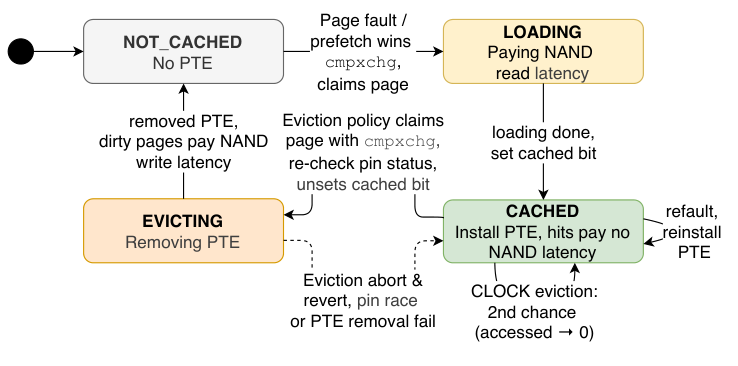 NOT_CACHED
No PTE
Page fault /
prefetch wins
cmpxchg,
claims page
LOADING
Paying NAND
read latency
removed PTE,
dirty pages pay NAND
write latency
Eviction policy claims
page with cmpxchg,
re-check pin status,
unsets cached bit
loading done,
set cached bit
EVICTING
Removing PTE
CACHED
Install PTE, hits pay no
NAND latency
refault,
reinstall
PTE
Eviction abort &
revert, pin race
or PTE removal fail
CLOCK eviction:
2nd chance
(accessed → 0)